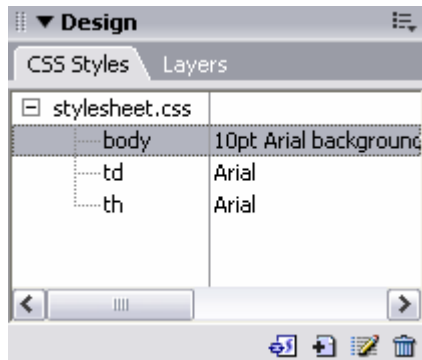 Design
CSS Styles Layers
stylesheet.css
body 10pt Arial background
td Arial
th Arial